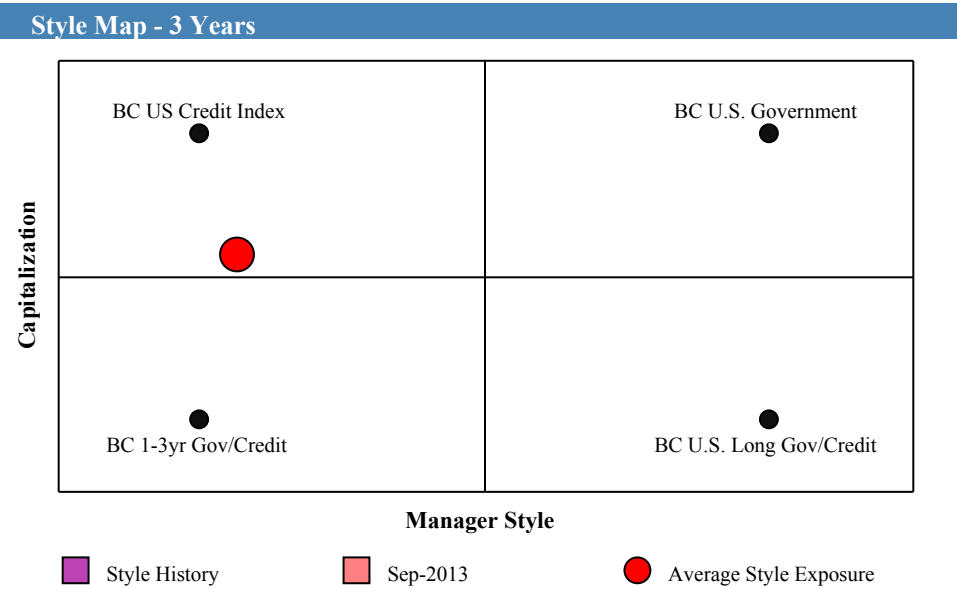 Style Map - 3 Years
BC US Credit Index
BC U.S. Government
Capitalization
BC 1-3yr Gov/Credit
BC U.S. Long Gov/Credit
Manager Style
Style History
Sep-2013
Average Style Exposure